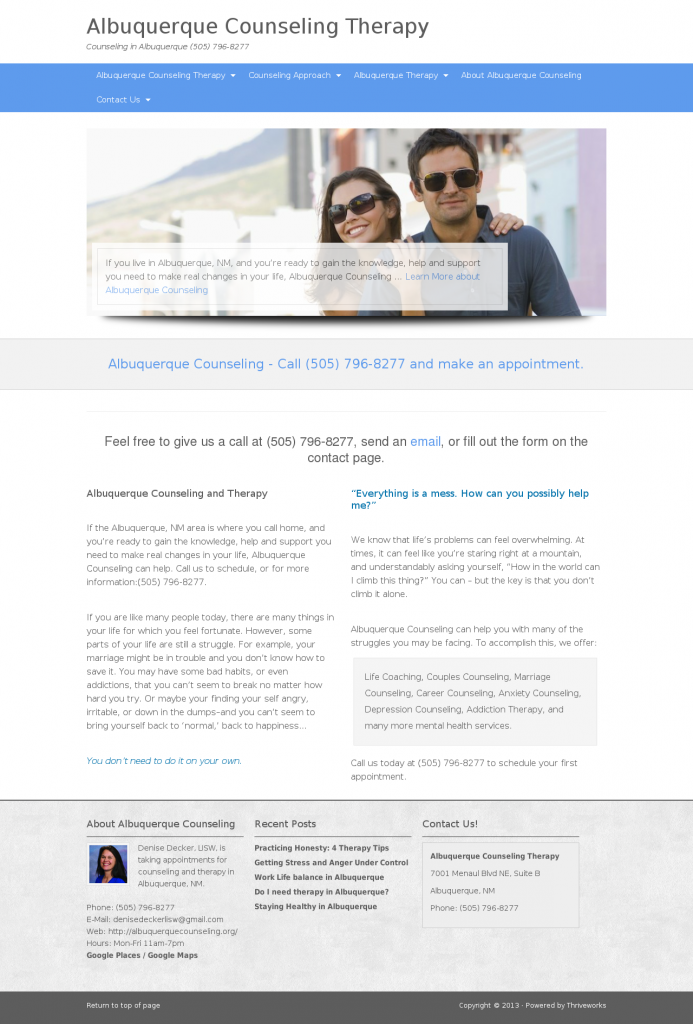 Albuquerque Counseling Therapy
Counseling in Albuquerque (505) 796-8277
Albuquerque Counseling Therapy
Counseling Approach
Albuquerque Therapy
About Albuquerque Counseling
Contact Us
If you live in Albuquerque, NM, and you're ready to gain the knowledge, help and support
you need to make real changes in your life, Albuquerque Counseling ... Learn More about
Albuquerque Counseling
Albuquerque Counseling - Call (505) 796-8277 and make an appointment.
Feel free to give us a call at (505) 796-8277, send an email, or fill out the form on the
contact page.
Albuquerque Counseling and Therapy
If the Albuquerque, NM area is where you call home, and
you're ready to gain the knowledge, help and support you
need to make real changes in your life, Albuquerque
Counseling can help. Call us to schedule, or for more
information:(505) 796-8277.
If you are like many people today, there are many things in
your life for which you feel fortunate. However, some
parts of your life are still a struggle. For example, your
marriage might be in trouble and you don't know how to
save it. You may have some bad habits, or even
addictions, that you can't seem to break no matter how
hard you try. Or maybe your finding your self angry,
irritable, or down in the dumps–and you can't seem to
bring yourself back to 'normal,' back to happiness...
You don't need to do it on your own.
“Everything is a mess. How can you possibly help
me?”
We know that life's problems can feel overwhelming. At
times, it can feel like you're staring right at a mountain,
and understandably asking yourself, “How in the world can
I climb this thing?” You can – but the key is that you don't
climb it alone.
Albuquerque Counseling can help you with many of the
struggles you may be facing. To accomplish this, we offer:
Life Coaching, Couples Counseling, Marriage
Counseling, Career Counseling, Anxiety Counseling,
Depression Counseling, Addiction Therapy, and
many more mental health services.
Call us today at (505) 796-8277 to schedule your first
appointment.
About Albuquerque Counseling
Denise Decker, LISW, is
taking appointments for
counseling and therapy in
Albuquerque, NM.
Phone: (505) 796-8277
E-Mail: denisedeckerlisw@gmail.com
Web: http://albuquerquecounseling.org/
Hours: Mon-Fri 11am-7pm
Google Places / Google Maps
Recent Posts
Practicing Honesty: 4 Therapy Tips
Getting Stress and Anger Under Control
Work Life balance in Albuquerque
Do I need therapy in Albuquerque?
Staying Healthy in Albuquerque
Contact Us!
Albuquerque Counseling Therapy
7001 Menaul Blvd NE, Suite B
Albuquerque, NM
Phone: (505) 796-8277
Return to top of page
Copyright © 2013 · Powered by Thriveworks